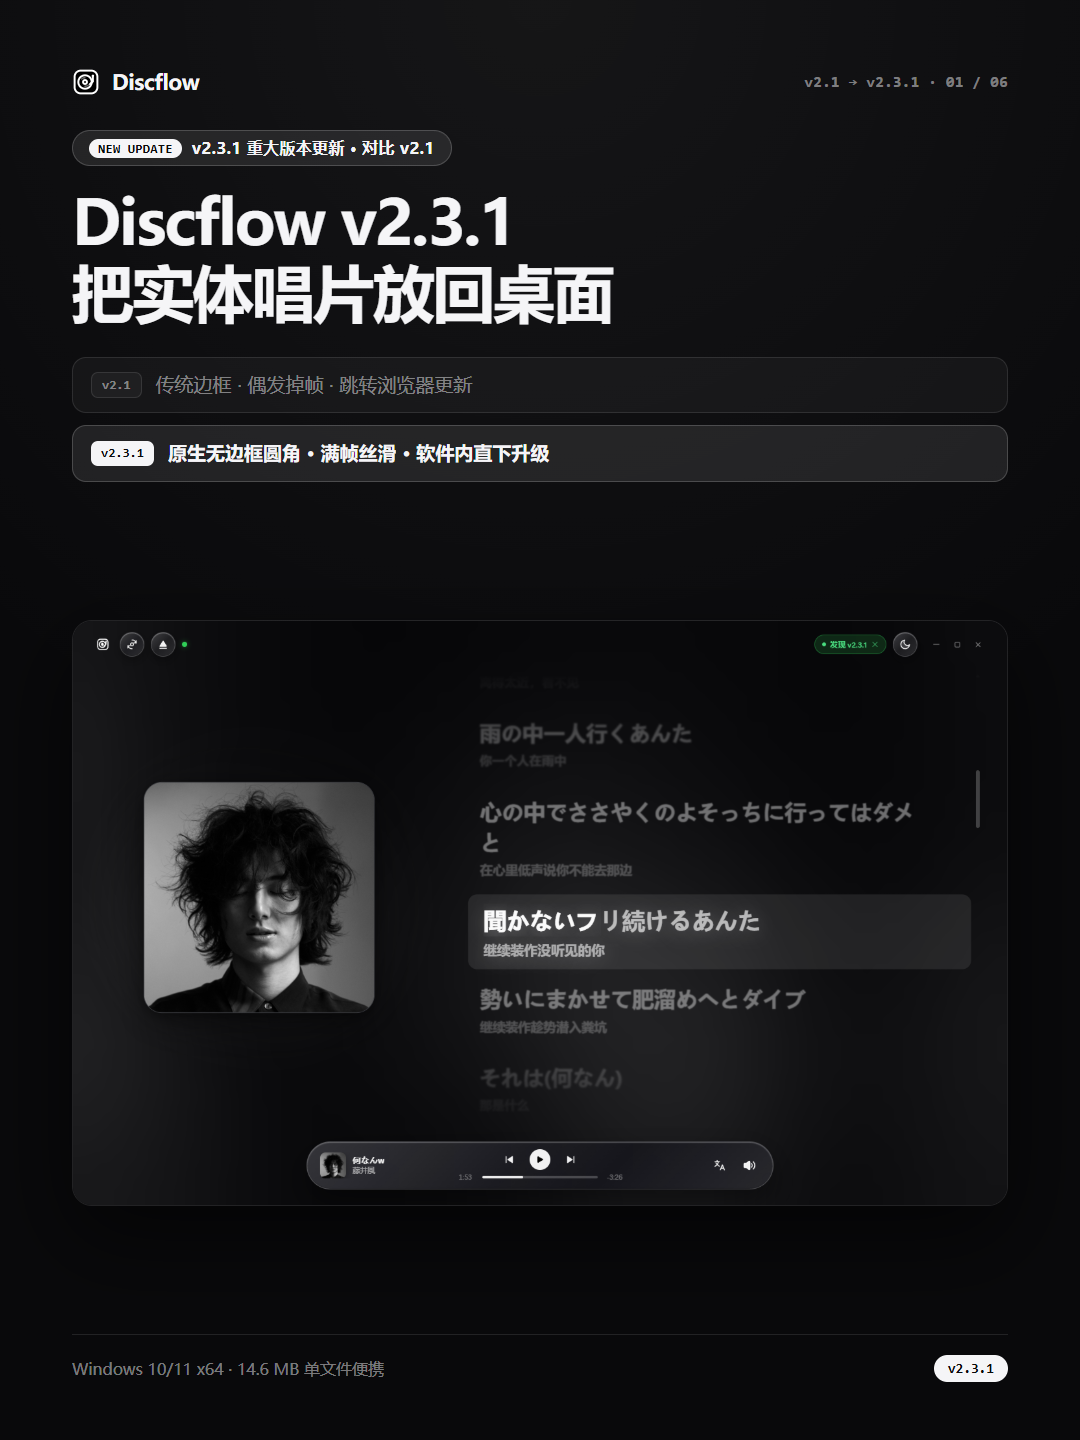 Discflow
v2.1 → v2.3.1 · 01 / 06
NEW UPDATE v2.3.1 重大版本更新 • 对比 v2.1
Discflow v2.3.1
把实体唱片放回桌面
v2.1 传统边框 · 偶发掉帧 · 跳转浏览器更新
v2.3.1 原生无边框圆角 • 满帧丝滑 • 软件内直下升级
发现 v2.3.1
雨の中一人行くあんた
你一个人在雨中
心の中でささやくのよそっちに行ってはダメ
と
在心里低声说你不能去那边
聞かないフリ続けるあんた
继续装作没听见的你
勢いにまかせて肥溜めへとダイブ
继续装作趁势潜入粪坑
それは(何なん)
那是什么
何なんw
藤井風
1:53
-3:26
Windows 10/11 x64 · 14.6 MB 单文件便携
v2.3.1